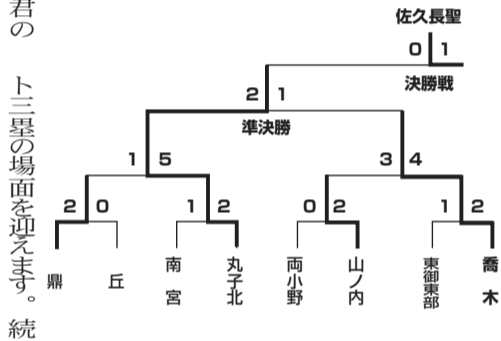 君の
ト三塁の場面を迎えます。続
佐久長聖
0 1
決勝戦
2 1
準決勝
1 5
3 4
2 0
1 2
0 2
1 2
鼎
丘
南宮
丸子北
両小野
山ノ内
東御東部
喬木